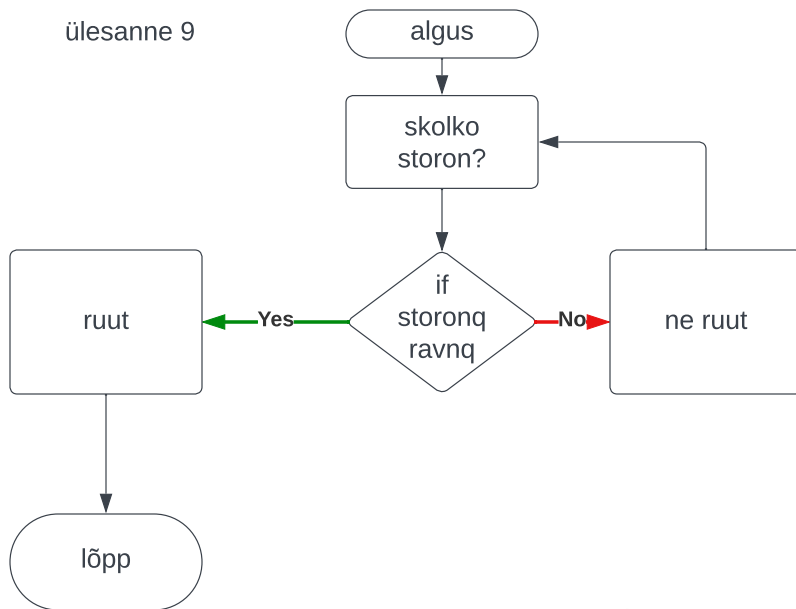 ülesanne 9
algus
skolko
storon?
if
storonq
ravnq
Yes
No
ruut
ne ruut
lõpp